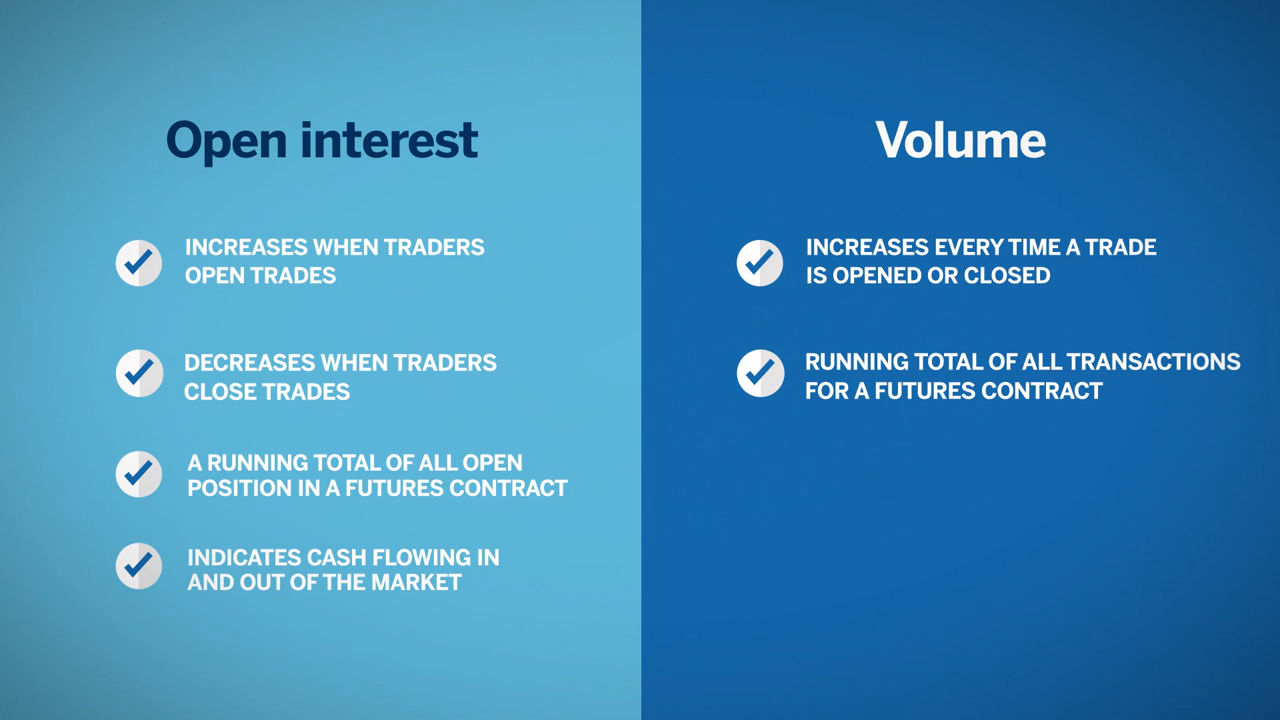 Open interest
INCREASES WHEN TRADERS
OPEN TRADES
DECREASES WHEN TRADERS
CLOSE TRADES
A RUNNING TOTAL OF ALL OPEN
POSITION IN A FUTURES CONTRACT
INDICATES CASH FLOWING IN
AND OUT OF THE MARKET
Volume
INCREASES EVERY TIME A TRADE
IS OPENED OR CLOSED
RUNNING TOTAL OF ALL TRANSACTIONS
FOR A FUTURES CONTRACT